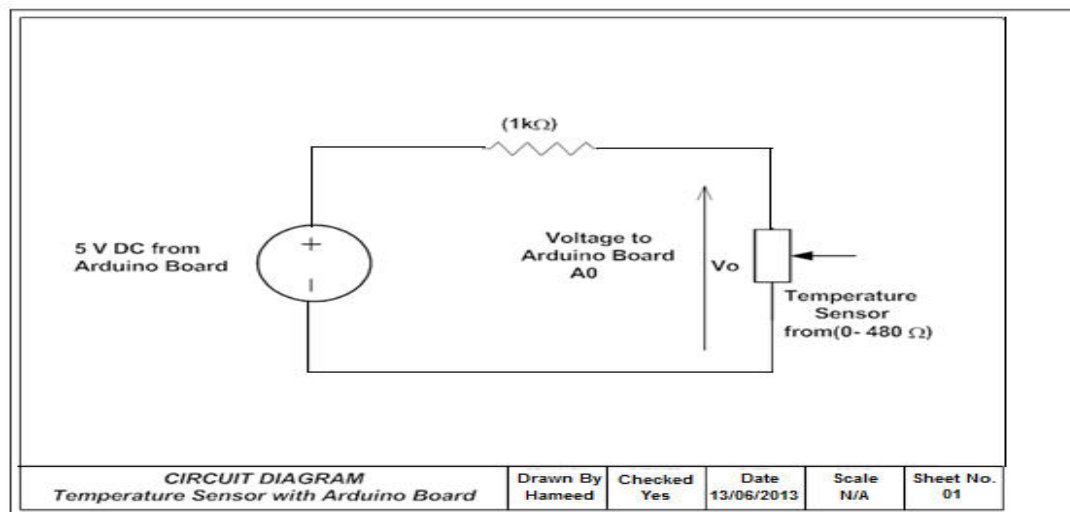 (1kΩ)
5 V DC from
Arduino Board
+
Voltage to
Arduino Board
A0
Vo
Temperature
Sensor
from(0- 480 Ω)
CIRCUIT DIAGRAM
Temperature Sensor with Arduino Board
Drawn By
Hameed
Checked
Yes
Date
13/06/2013
Scale
N/A
Sheet No.
01